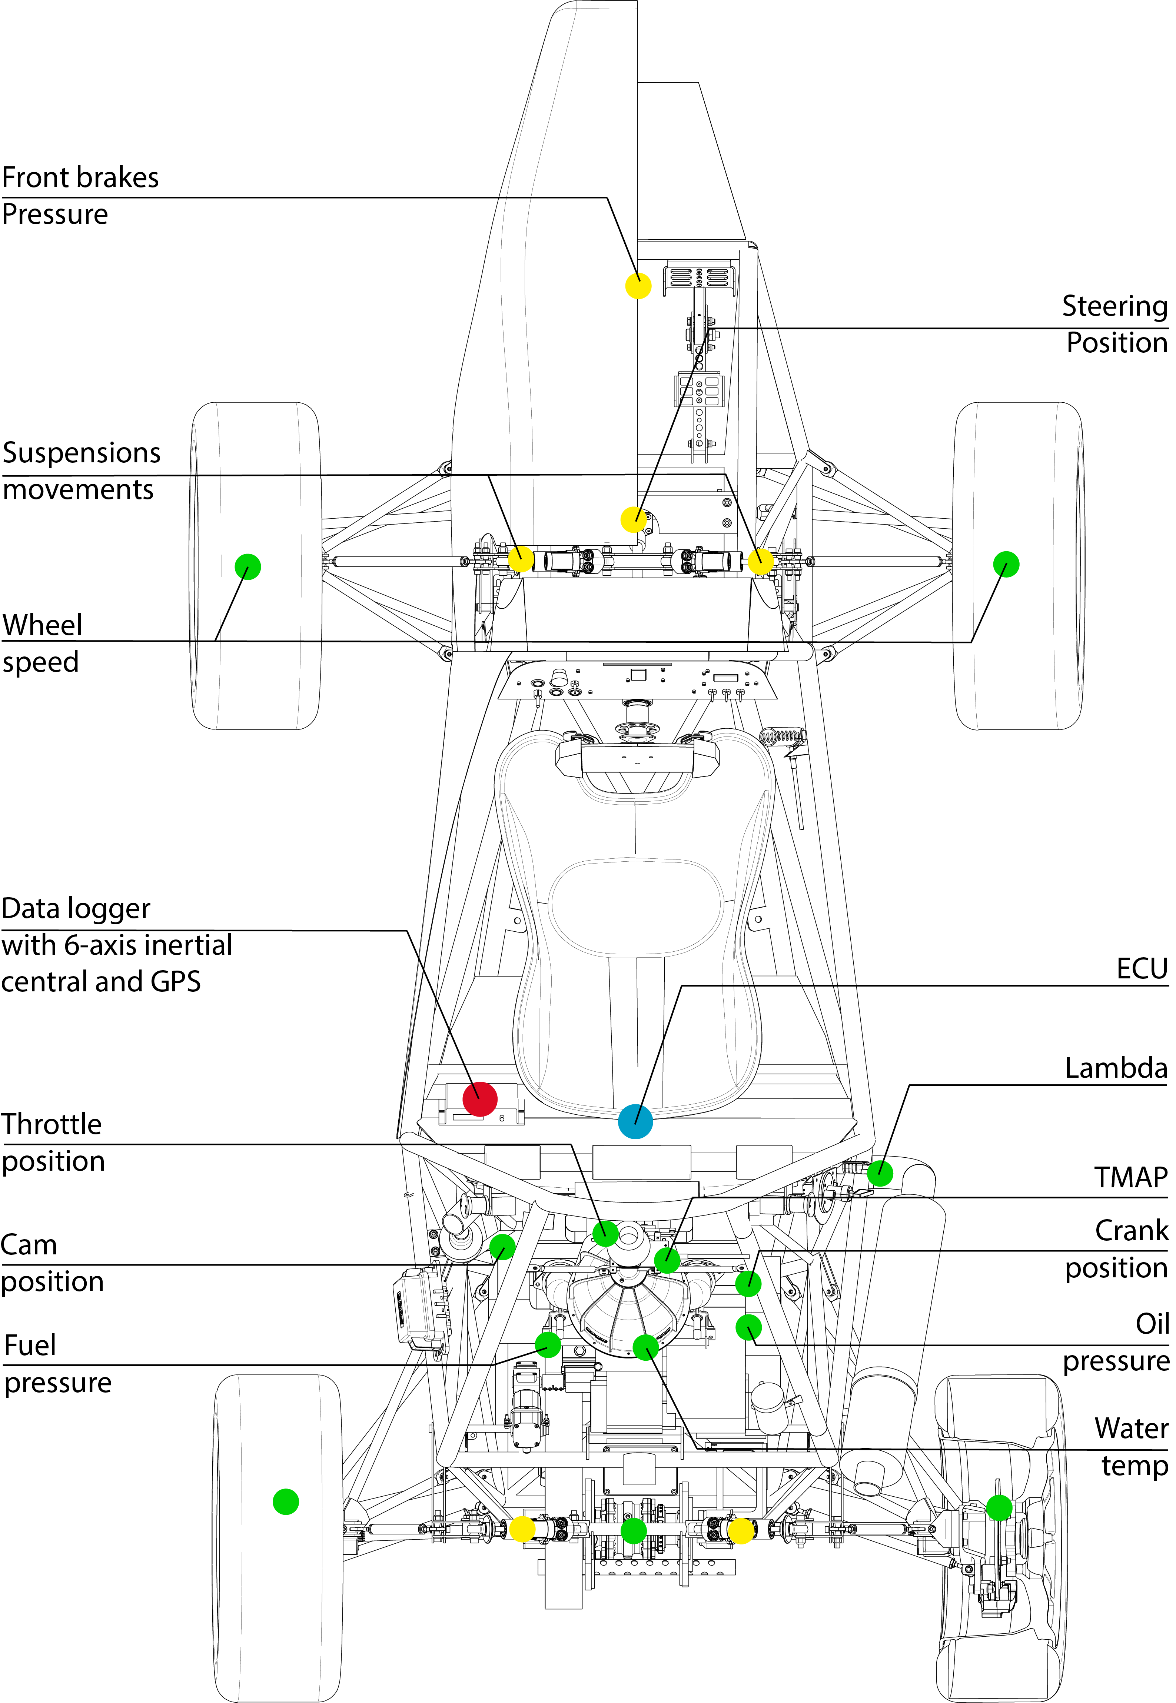 Front brakes
Pressure
Steering
Position
Suspensions
movements
Wheel
speed
Data logger
with 6-axis inertial
central and GPS
ECU
Lambda
Throttle
position
TMAP
Cam
position
Crank
position
Fuel
pressure
Oil
pressure
Water
temp